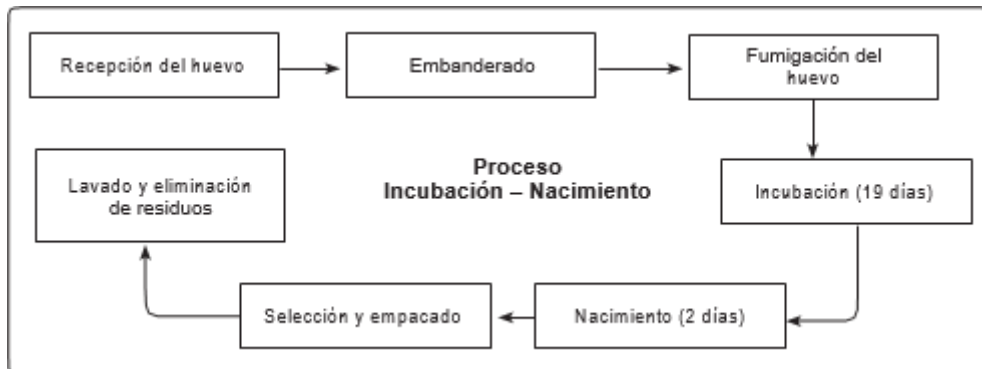 Recepción del huevo
Embanderado
Fumigación del
huevo
Proceso
Incubación – Nacimiento
Incubación (19 días)
Nacimiento (2 días)
Selección y empacado
Lavado y eliminación
de residuos